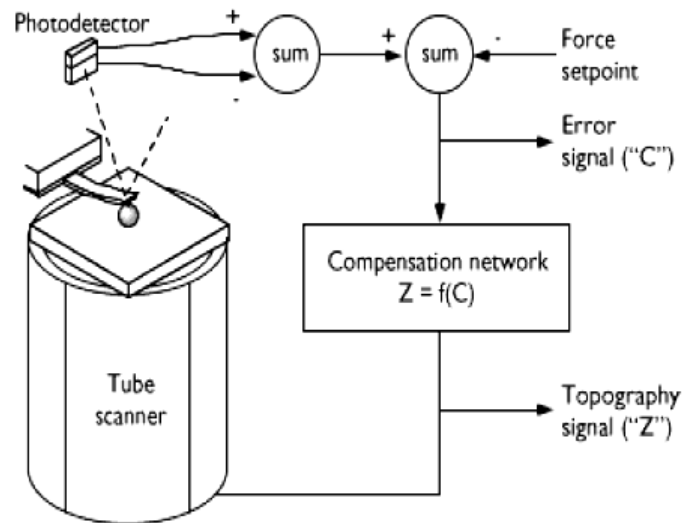 Photodetector
+
-
sum
+
sum
-
Force
setpoint
Error
signal (“C”)
Compensation network
Z = f(C)
Tube
scanner
Topography
signal (“Z”)